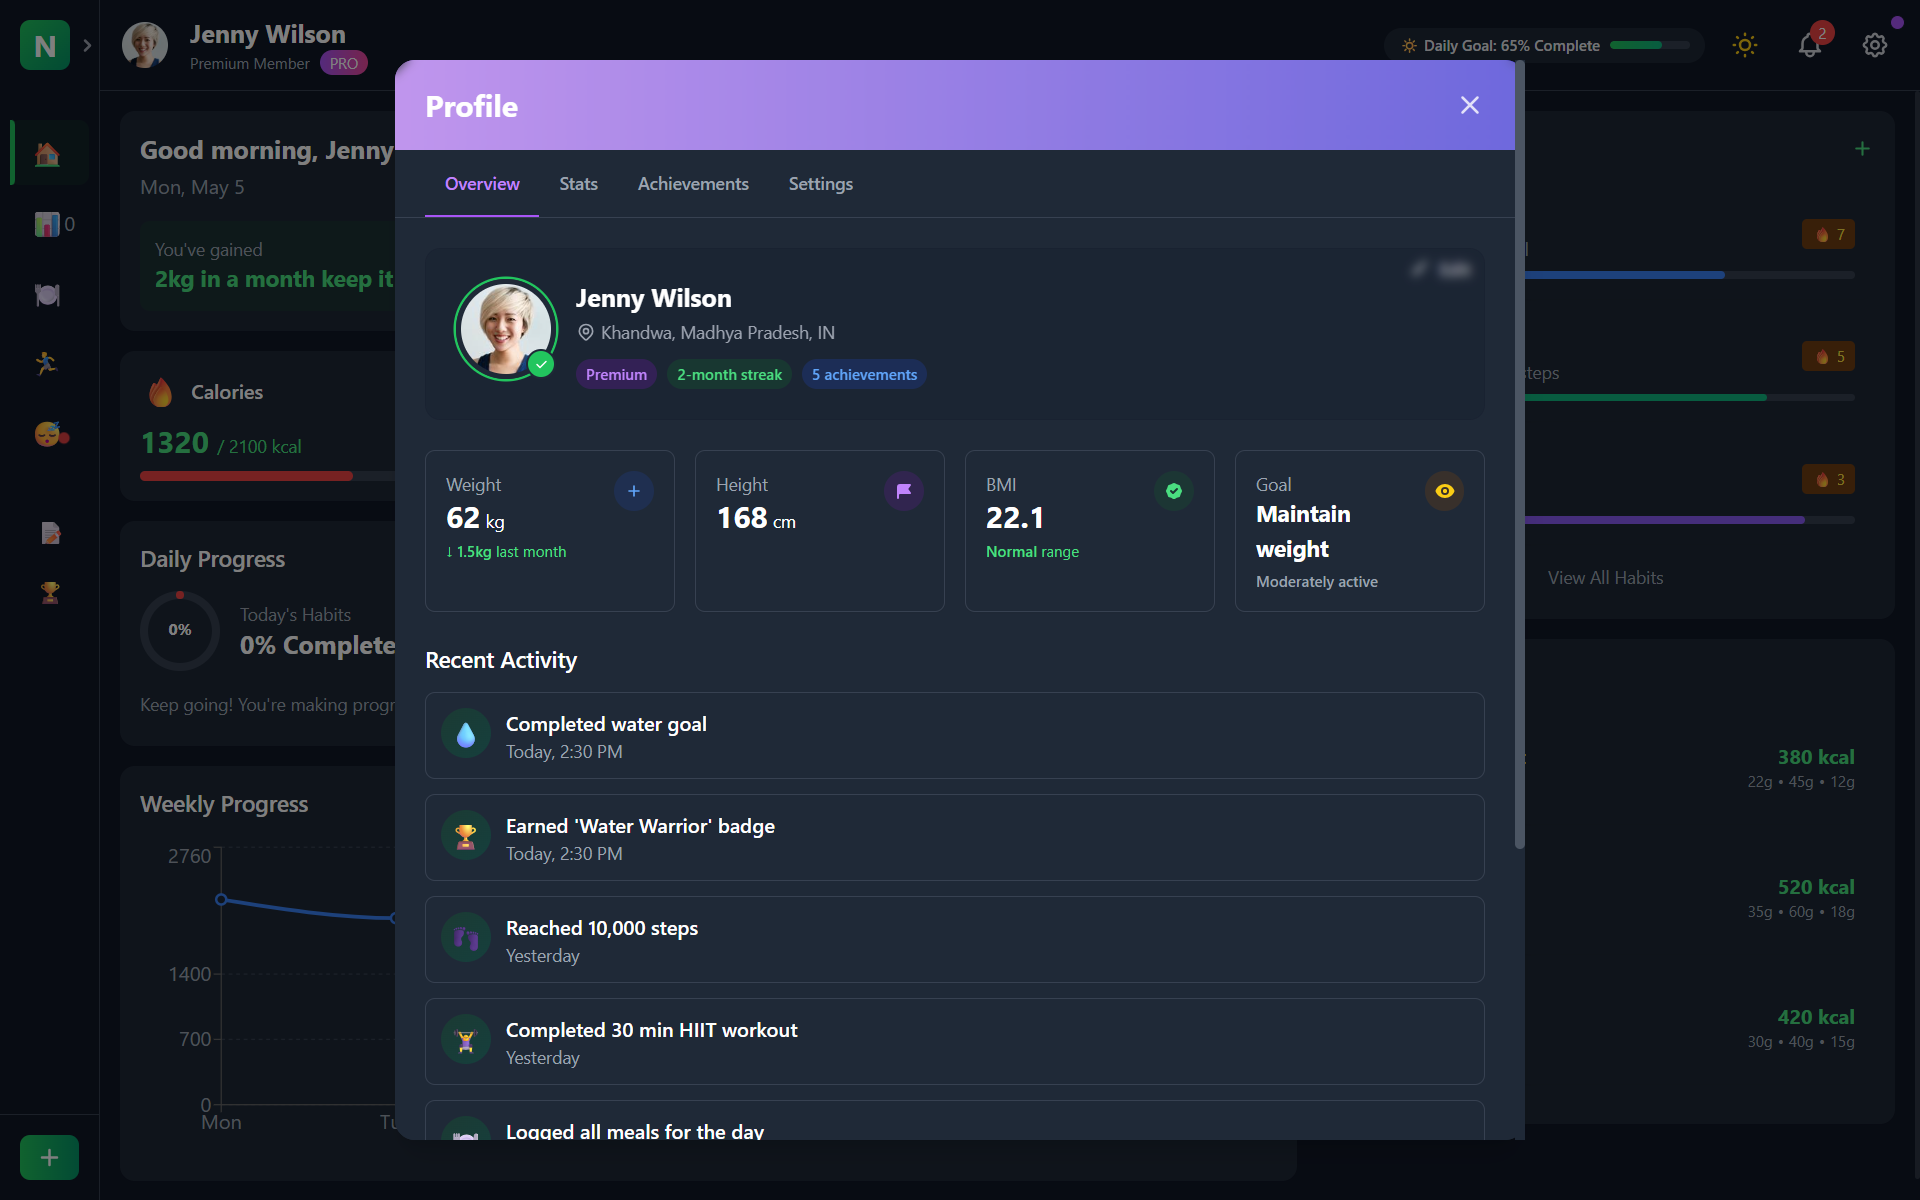 N
Jenny Wilson
Premium Member PRO
Daily Goal: 65% Complete
2
Good morning, Jenny
Mon, May 5
You've gained
2kg in a month keep it
0
Calories
1320 / 2100 kcal
Daily Progress
0%
Today's Habits
0% Complete
Keep going! You're making progr
Weekly Progress
2760
1400
700
0
Mon
Tu
Profile
Overview
Stats
Achievements
Settings
Jenny Wilson
Khandwa, Madhya Pradesh, IN
Premium
2-month streak
5 achievements
Weight
62 kg
↓ 1.5kg last month
Height
168 cm
BMI
22.1
Normal range
Goal
Maintain
weight
Moderately active
Recent Activity
Completed water goal
Today, 2:30 PM
Earned 'Water Warrior' badge
Today, 2:30 PM
Reached 10,000 steps
Yesterday
Completed 30 min HIIT workout
Yesterday
Logged all meals for the day
7
teps
5
3
View All Habits
380 kcal
22g • 45g • 12g
520 kcal
35g • 60g • 18g
420 kcal
30g • 40g • 15g